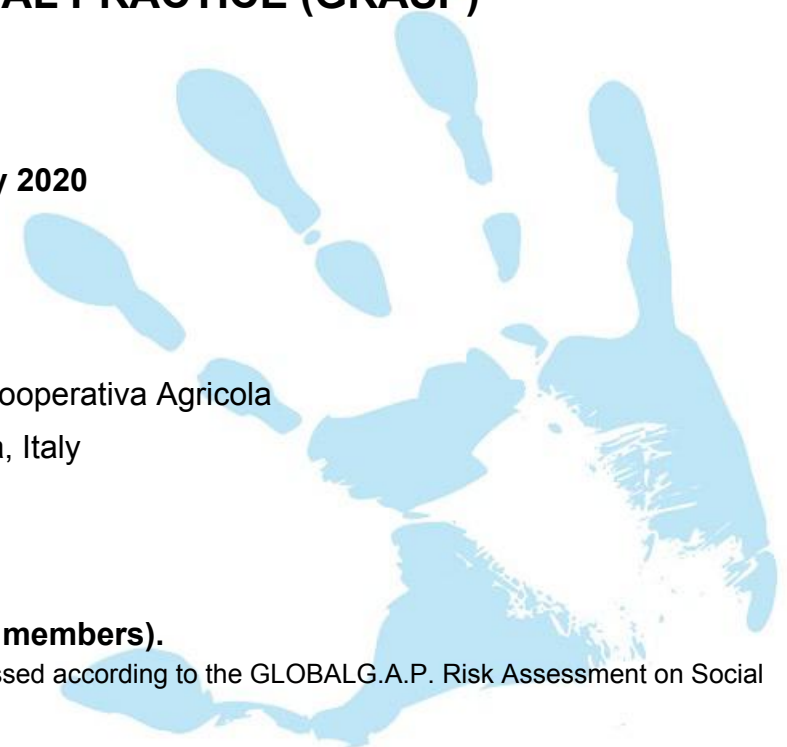 AL PRACTICE (GRASP)
y 2020
ooperativa Agricola
a, Italy
members).
ssed according to the GLOBALG.A.P. Risk Assessment on Social